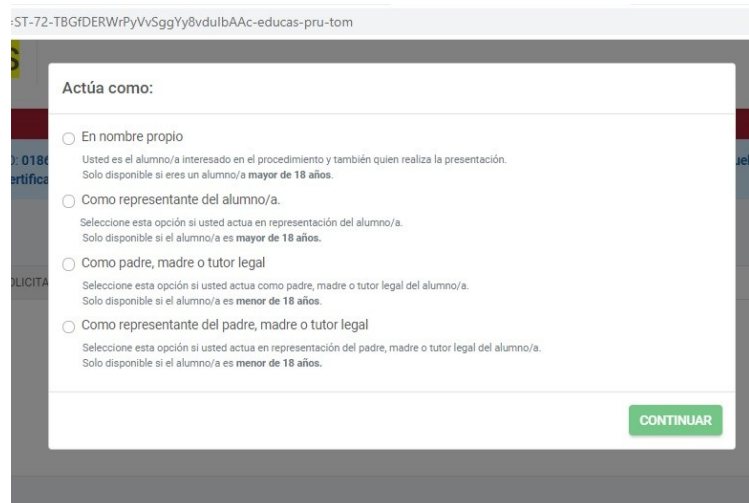 =ST-72-TBGfDERWrPyVvSggYy8vdulbAAc-educas-pru-tom
S
Actúa como:
En nombre propio
Usted es el alumno/a interesado en el procedimiento y también quien realiza la presentación.
Solo disponible si eres un alumno/a mayor de 18 años.
Como representante del alumno/a.
Seleccione esta opción si usted actua en representación del alumno/a.
Solo disponible si el alumno/a es mayor de 18 años.
Como padre, madre o tutor legal
Seleccione esta opción si usted actua como padre, madre o tutor legal del alumno/a.
Solo disponible si el alumno/a es menor de 18 años.
Como representante del padre, madre o tutor legal
Seleccione esta opción si usted actua en representación del padre, madre o tutor legal del alumno/a.
Solo disponible si el alumno/a es menor de 18 años.
CONTINUAR
: 0186
ertifica
OLICITA